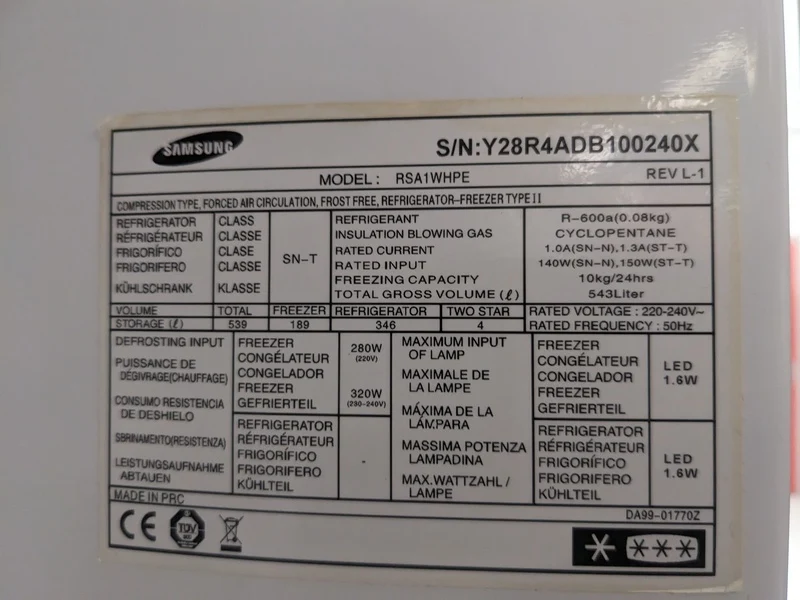 SAMSUNG
S/N:Y28R4ADB100240X
MODEL : RSA1WHPE
REV L-1
COMPRESSION TYPE, FORCED AIR CIRCULATION, FROST FREE, REFRIGERATOR-FREEZER TYPE II
REFRIGERATOR CLASS
RÉFRIGÉRATEUR CLASSE
FRIGORÍFICO CLASE
FRIGORIFERO CLASSE
KÜHLSCHRANK KLASSE
SN-T
REFRIGERANT R-600a(0.08kg)
INSULATION BLOWING GAS CYCLOPENTANE
RATED CURRENT 1.0A(SN-N),1.3A(ST-T)
RATED INPUT 140W(SN-N),150W(ST-T)
FREEZING CAPACITY 10kg/24hrs
TOTAL GROSS VOLUME (ℓ) 543Liter
VOLUME TOTAL FREEZER REFRIGERATOR TWO STAR RATED VOLTAGE : 220-240V~
STORAGE (ℓ) 539 189 346 4 RATED FREQUENCY : 50Hz
DEFROSTING INPUT
PUISSANCE DE
DÉGIVRAGE(CHAUFFAGE)
CONSUMO RESISTENCIA
DE DESHIELO
SBRINAMENTO(RESISTENZA)
LEISTUNGSAUFNAHME
ABTAUEN
FREEZER
CONGÉLATEUR
CONGELADOR
FREEZER
GEFRIERTEIL
280W
(220V)
320W
(230-240V)
REFRIGERATOR
RÉFRIGÉRATEUR
FRIGORÍFICO
FRIGORIFERO
KÜHLTEIL
-
MAXIMUM INPUT
OF LAMP
MAXIMALE DE
LA LAMPE
MÁXIMA DE LA
LÁMPARA
MASSIMA POTENZA
LAMPADINA
MAX.WATTZAHL /
LAMPE
FREEZER
CONGÉLATEUR
CONGELADOR
FREEZER
GEFRIERTEIL
LED
1.6W
REFRIGERATOR
RÉFRIGÉRATEUR
FRIGORÍFICO
FRIGORIFERO
KÜHLTEIL
LED
1.6W
MADE IN PRC
DA99-01770Z
CE
TÜV